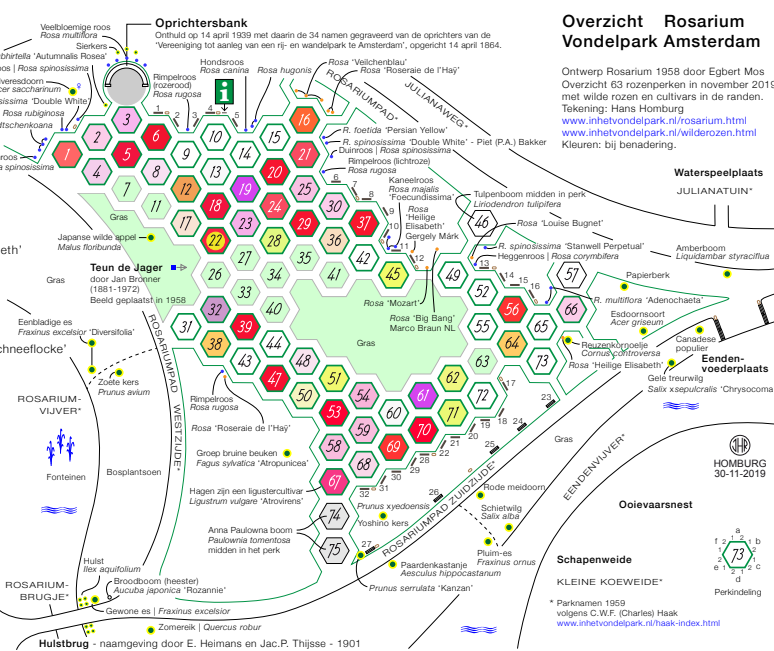 Veelbloemige roos
Rosa multiflora
Sierkers
Oprichtersbank
Onthuld op 14 april 1939 met daarin de 34 namen gegraveerd van de oprichters van de
'Vereeniging tot aanleg van een rij- en wandelpark te Amsterdam', opgericht 14 april 1864.
Overzicht Rosarium
Vondelpark Amsterdam
Ontwerp Rosarium 1958 door Egbert Mos
Overzicht 63 rozenperken in november 2019
met wilde rozen en cultivars in de randen.
Tekening: Hans Homburg
www.inhetvondelpark.nl/rosarium.html
www.inhetvondelpark.nl/wilderozen.html
Kleuren: bij benadering.
'Autumnalis Rosea'
Rosa spinosissima
'Double White'
Rosa rubiginosa
Rimpelroos
(rozerood)
Rosa rugosa
Hondsroos
Rosa canina
Rosa hugonis
Rosa 'Veilchenblau'
Rosa 'Roseraie de l'Haÿ'
ROSARIUMPAD*
JULIANAWEG*
R. foetida 'Persian Yellow'
R. spinosissima 'Double White' - Piet (P.A.) Bakker
Duinroos | Rosa spinosissima
Rimpelroos (lichtroze)
Rosa rugosa
Kaneelroos
Rosa majalis
'Foecundissima'
Rosa
'Heilige
Elisabeth'
Gergely Márk
Tulpenboom midden in perk
Liriodendron tulipifera
Rosa 'Louise Bugnet'
R. spinosissima 'Stanwell Perpetual'
Heggenroos | Rosa corymbifera
Waterspeelplaats
JULIANATUIN*
Amberboom
Liquidambar styraciflua
Papierberk
R. multiflora 'Adenochaeta'
Esdoornsoort
Acer griseum
Reuzenkornoelje
Cornus controversa
Rosa 'Heilige Elisabeth'
Canadese
populier
Eenden-
voederplaats
Gele treurwilg
Salix xsepulcralis 'Chrysocoma
Gras
Japanse wilde appel
Malus floribunda
Teun de Jager
door Jan Bronner
(1881-1972)
Beeld geplaatst in 1958
Gras
Eenbladige es
Fraxinus excelsior 'Diversifolia'
Zoete kers
Prunus avium
ROSARIUMPAD WESTZIJDE*
Rosa 'Mozart'
Rosa 'Big Bang'
Marco Braun NL
Gras
ROSARIUM-
VIJVER*
Fonteinen
Bosplantsoen
Rimpelroos
Rosa rugosa
Rosa 'Roseraie de l'Haÿ'
Groep bruine beuken
Fagus sylvatica 'Atropunicea'
Hagen zijn een ligustercultivar
Ligustrum vulgare 'Atrovirens'
Anna Paulowna boom
Paulownia tomentosa
midden in het perk
Prunus xyedoensis
Yoshino kers
ROSARIUMPAD ZUIDZIJDE*
Rode meidoorn
Schietwilg
Salix alba
Pluim-es
Fraxinus ornus
Paardenkastanje
Aesculus hippocastanum
Prunus serrulata 'Kanzan'
Gras
EENDENVIJVER*
Ooievaarsnest
HOMBURG
30-11-2019
Schapenweide
KLEINE KOEWEIDE*
Perkindeling
* Parknamen 1959
volgens C.W.F. (Charles) Haak
www.inhetvondelpark.nl/haak-index.html
Hulst
Ilex aquifolium
Broodboom (heester)
Aucuba japonica 'Rozannie'
ROSARIUM-
BRUGJE*
Gewone es | Fraxinus excelsior
Zomereik | Quercus robur
Hulstbrug - naamgeving door E. Heimans en Jac.P. Thijsse - 1901